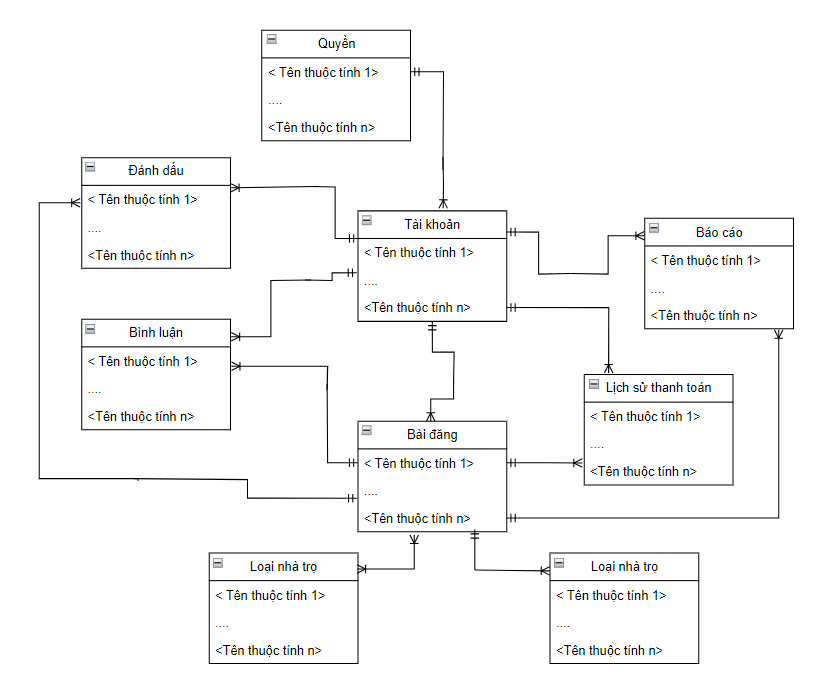 Quyền
< Tên thuộc tính 1>
....
<Tên thuộc tính n>
Đánh dấu
< Tên thuộc tính 1>
....
<Tên thuộc tính n>
Tài khoản
< Tên thuộc tính 1>
....
<Tên thuộc tính n>
Báo cáo
< Tên thuộc tính 1>
....
<Tên thuộc tính n>
Bình luận
< Tên thuộc tính 1>
....
<Tên thuộc tính n>
Lịch sử thanh toán
< Tên thuộc tính 1>
....
<Tên thuộc tính n>
Bài đăng
< Tên thuộc tính 1>
....
<Tên thuộc tính n>
Loại nhà trọ
< Tên thuộc tính 1>
....
<Tên thuộc tính n>
Loại nhà trọ
< Tên thuộc tính 1>
....
<Tên thuộc tính n>